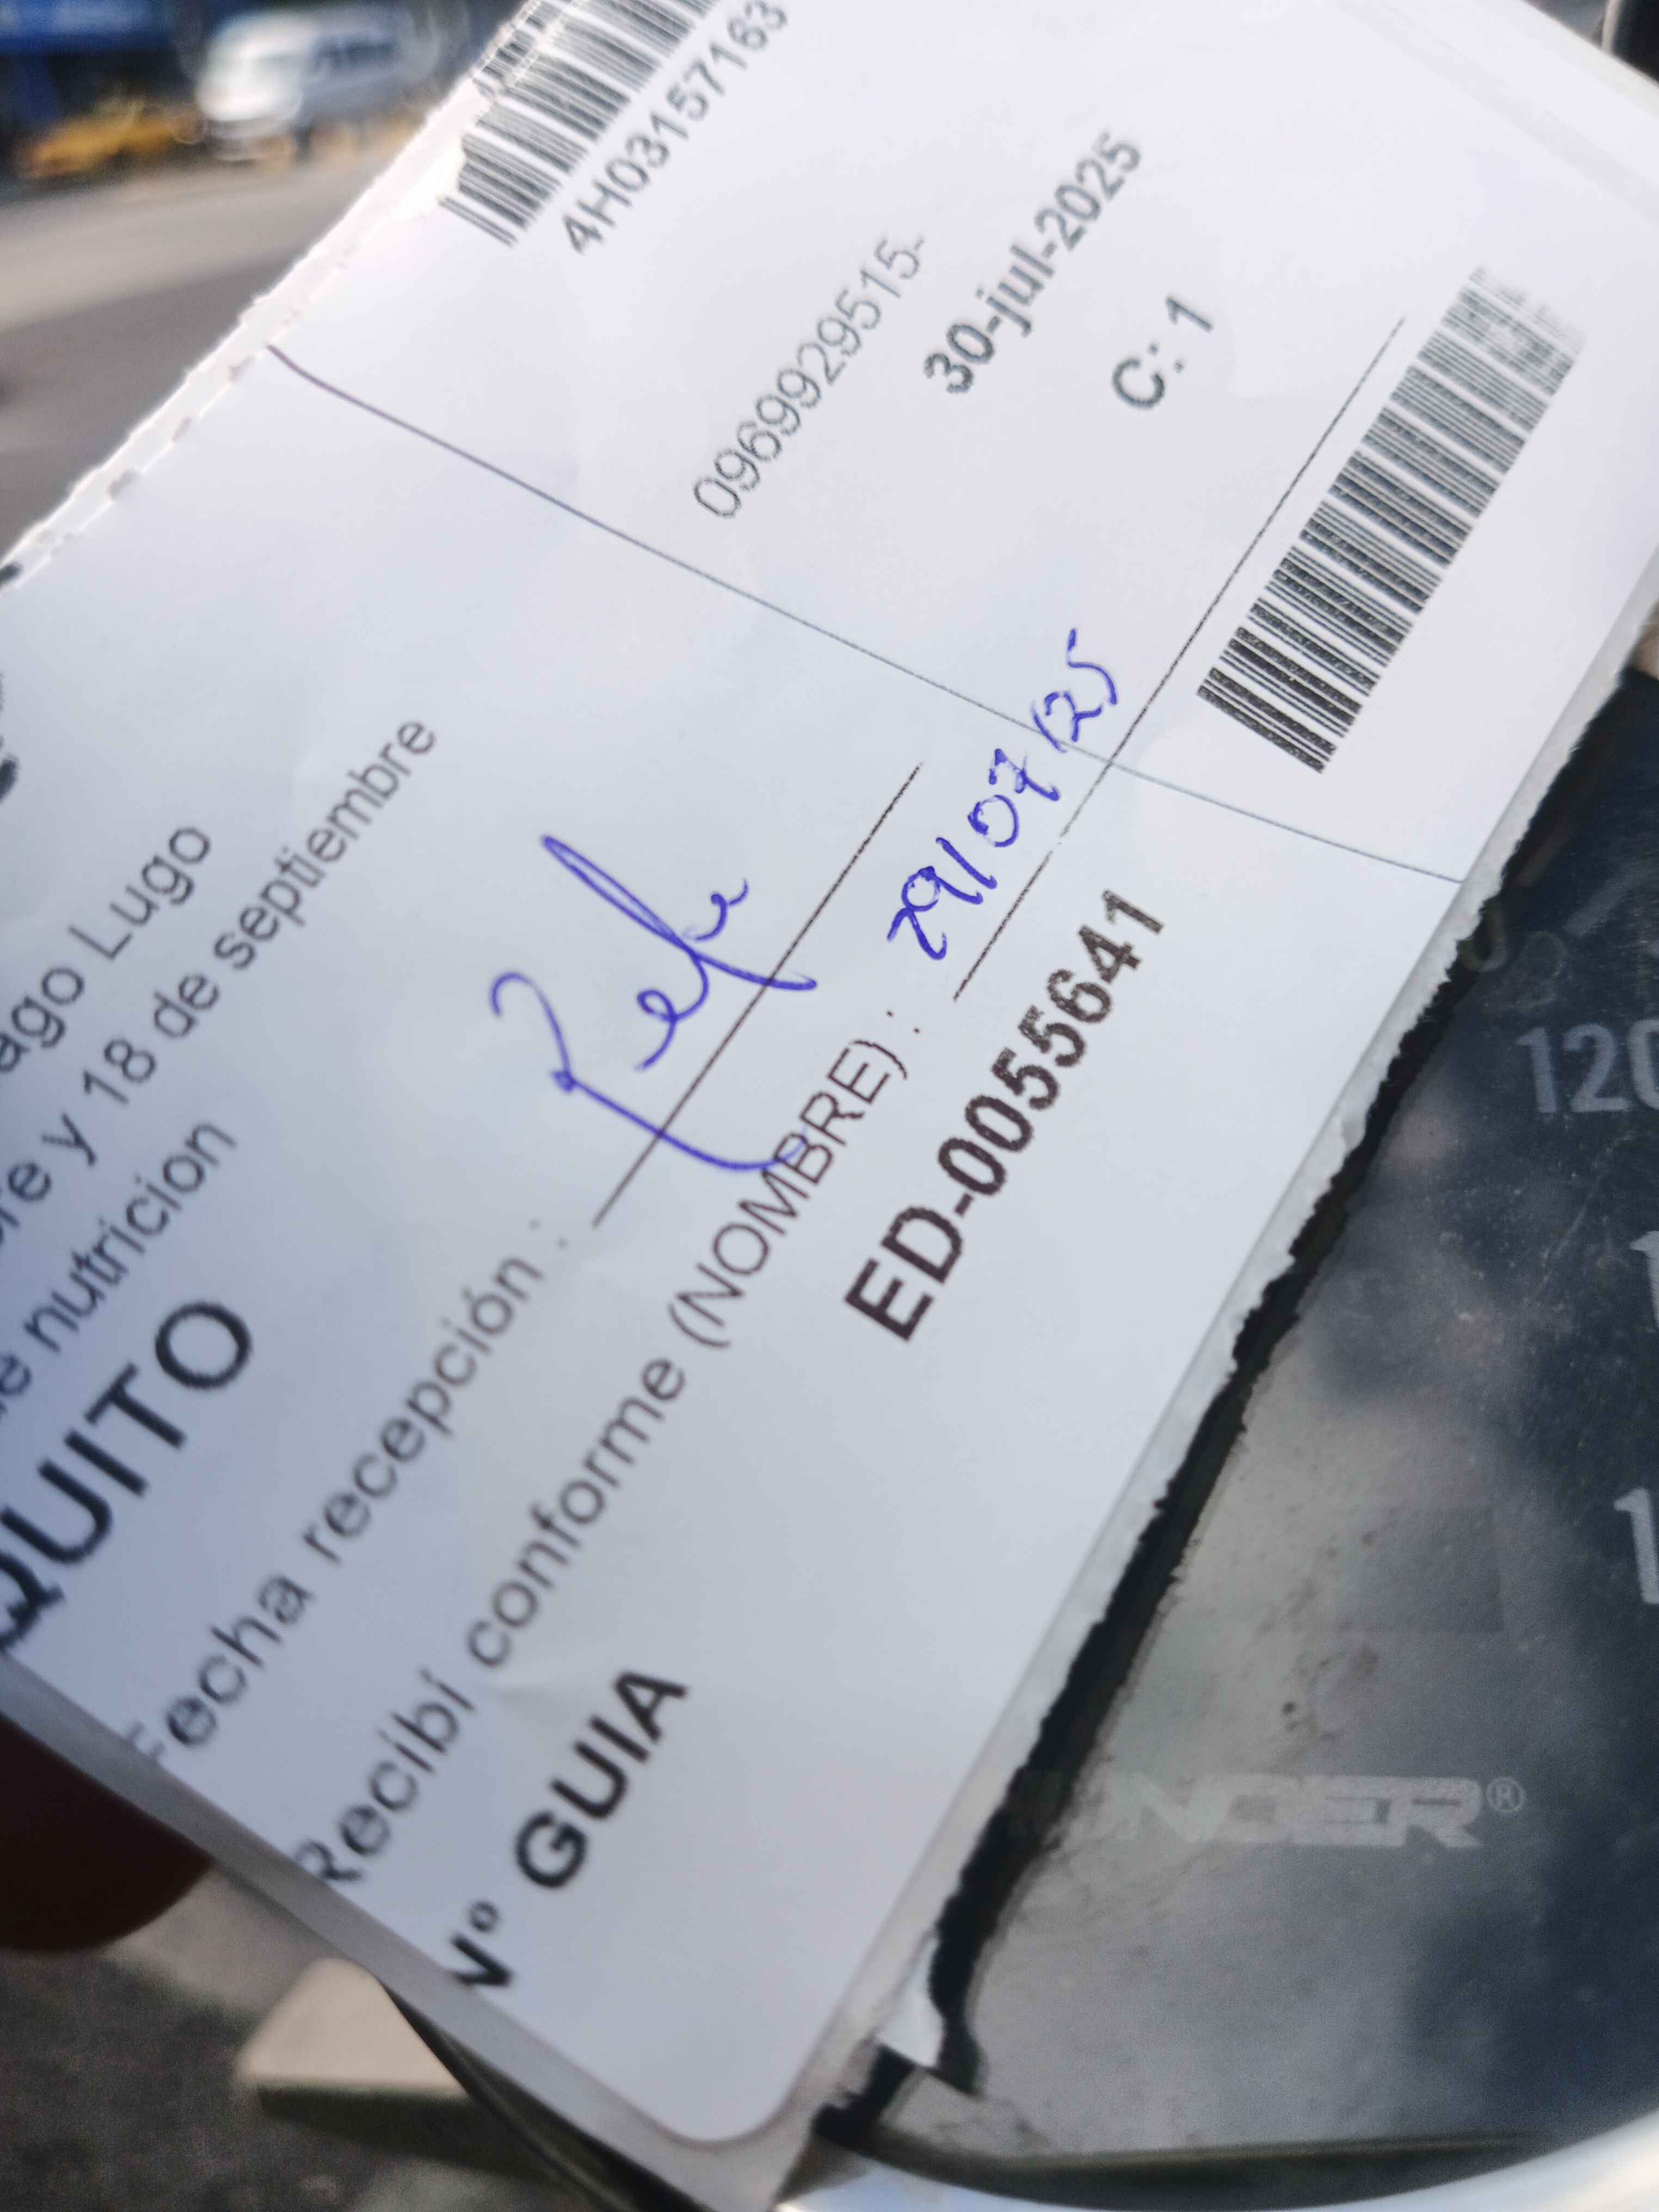 4H03157163
ago Lugo
re y 18 de septiembre
0969929515-
de nutricion
30-jul-2025
QUITO
C: 1
Fecha recepción :
Recibí conforme (NOMBRE) : 29/07/25
Nº GUIA ED-0055641
120